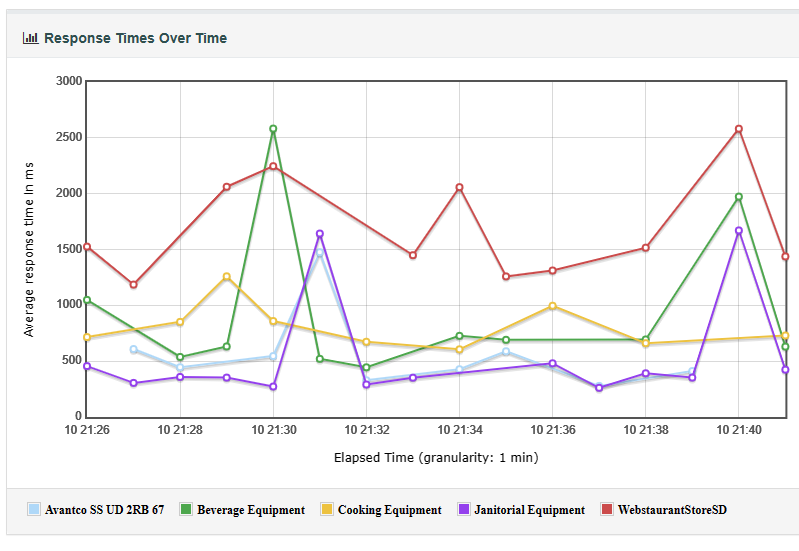 Response Times Over Time
3000
2500
2000
1500
1000
500
0
Average response time in ms
10 21:26 10 21:28 10 21:30 10 21:32 10 21:34 10 21:36 10 21:38 10 21:40
Elapsed Time (granularity: 1 min)
Avantco SS UD 2RB 67 Beverage Equipment Cooking Equipment Janitorial Equipment WebstaurantStoreSD